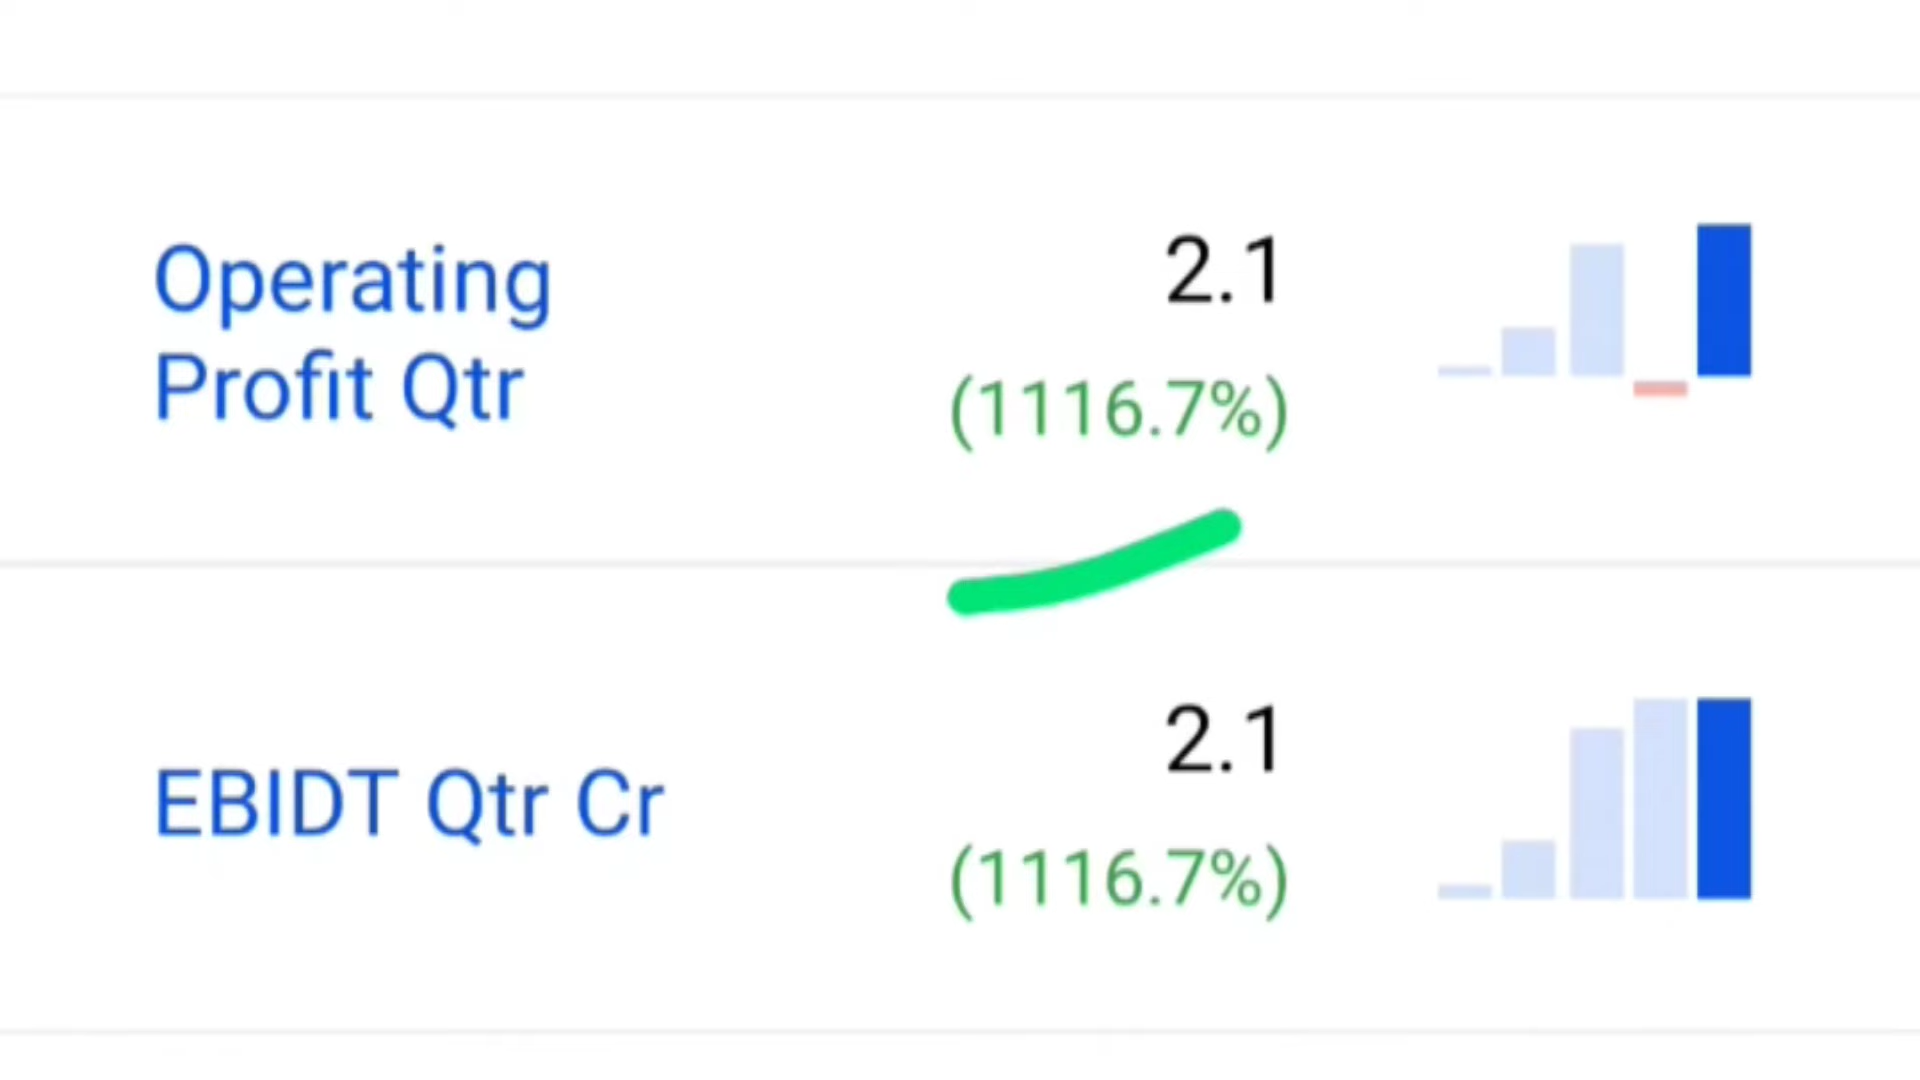 Operating
Profit Qtr
2.1
(1116.7%)
EBIDT Qtr Cr
2.1
(1116.7%)